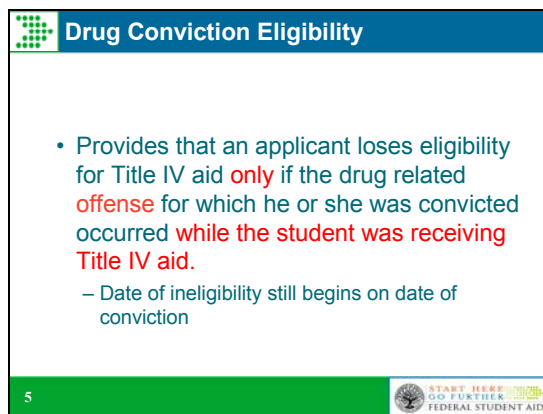 Drug Conviction Eligibility
• Provides that an applicant loses eligibility
for Title IV aid only if the drug related
offense for which he or she was convicted
occurred while the student was receiving
Title IV aid.
– Date of ineligibility still begins on date of
conviction
5
START HERE
GO FURTHER
FEDERAL STUDENT AID